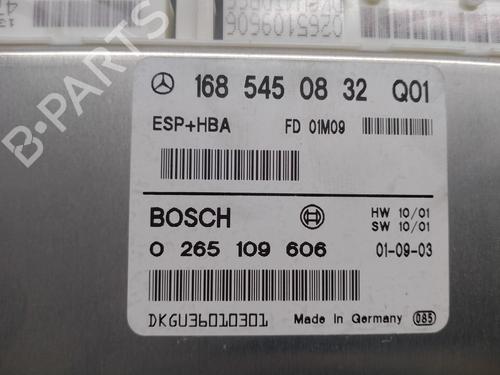 0265109606
168 545 08 32 Q01
ESP+HBA FD 01M09
BOSCH HW 10/01
SW 10/01
0 265 109 606 01-09-03
DKGU36010301 Made in Germany 085
B-PARTS